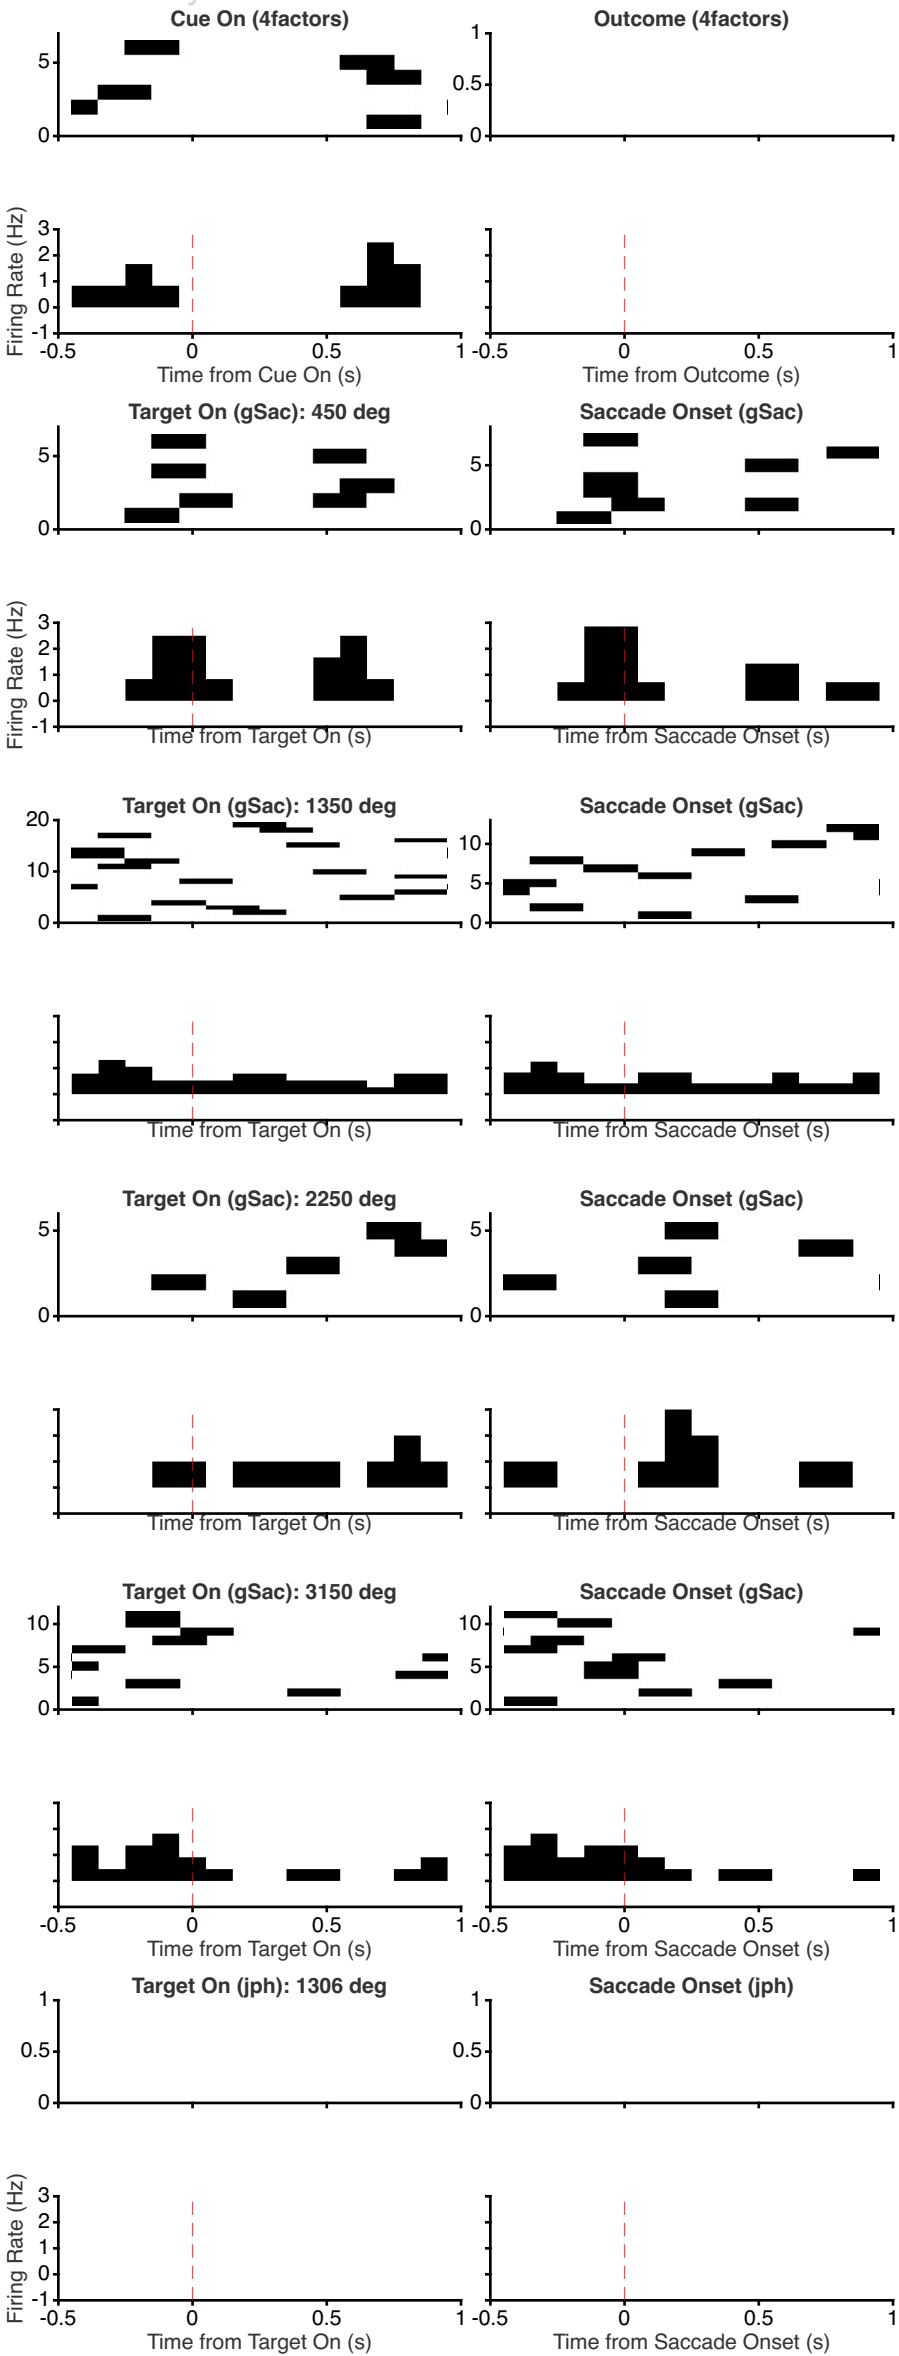 Cue On (4factors) Outcome (4factors)
5
0
1
0.5
0
Firing Rate (Hz)
3
2
1
0
-1
-0.5 0 0.5 1 -0.5 0 0.5 1
Time from Cue On (s) Time from Outcome (s)
Target On (gSac): 450 deg Saccade Onset (gSac)
5
0
5
0
Firing Rate (Hz)
3
2
1
0
-1
Time from Target On (s) Time from Saccade Onset (s)
Target On (gSac): 1350 deg Saccade Onset (gSac)
20
10
0
10
5
0
Time from Target On (s) Time from Saccade Onset (s)
Target On (gSac): 2250 deg Saccade Onset (gSac)
5
0
5
0
Time from Target On (s) Time from Saccade Onset (s)
Target On (gSac): 3150 deg Saccade Onset (gSac)
10
5
0
10
5
0
-0.5 0 0.5 1 -0.5 0 0.5 1
Time from Target On (s) Time from Saccade Onset (s)
Target On (jph): 1306 deg Saccade Onset (jph)
1
0.5
0
1
0.5
0
Firing Rate (Hz)
3
2
1
0
-1
-0.5 0 0.5 1 -0.5 0 0.5 1
Time from Target On (s) Time from Saccade Onset (s)